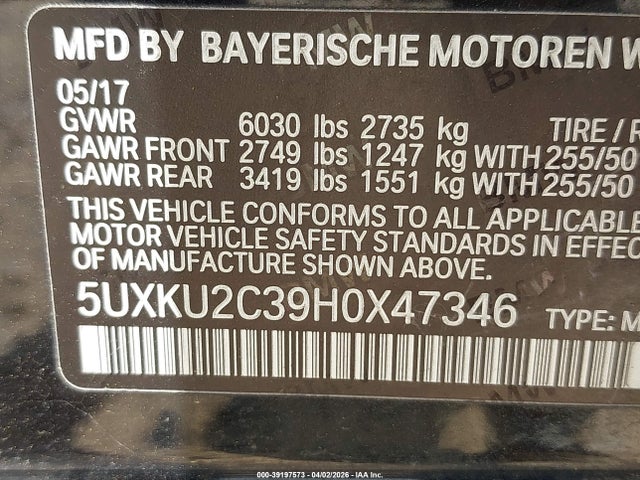 MFD BY BAYERISCHE MOTOREN W
05/17
GVWR 6030 lbs 2735 kg TIRE / R
GAWR FRONT 2749 lbs 1247 kg WITH 255/50
GAWR REAR 3419 lbs 1551 kg WITH 255/50
THIS VEHICLE CONFORMS TO ALL APPLICABLE
MOTOR VEHICLE SAFETY STANDARDS IN EFFEC
OF MANUFACTURE SHOWN ABOVE.
5UXKU2C39H0X47346 TYPE: M
000-39197573 - 04/02/2026 - IAA Inc.